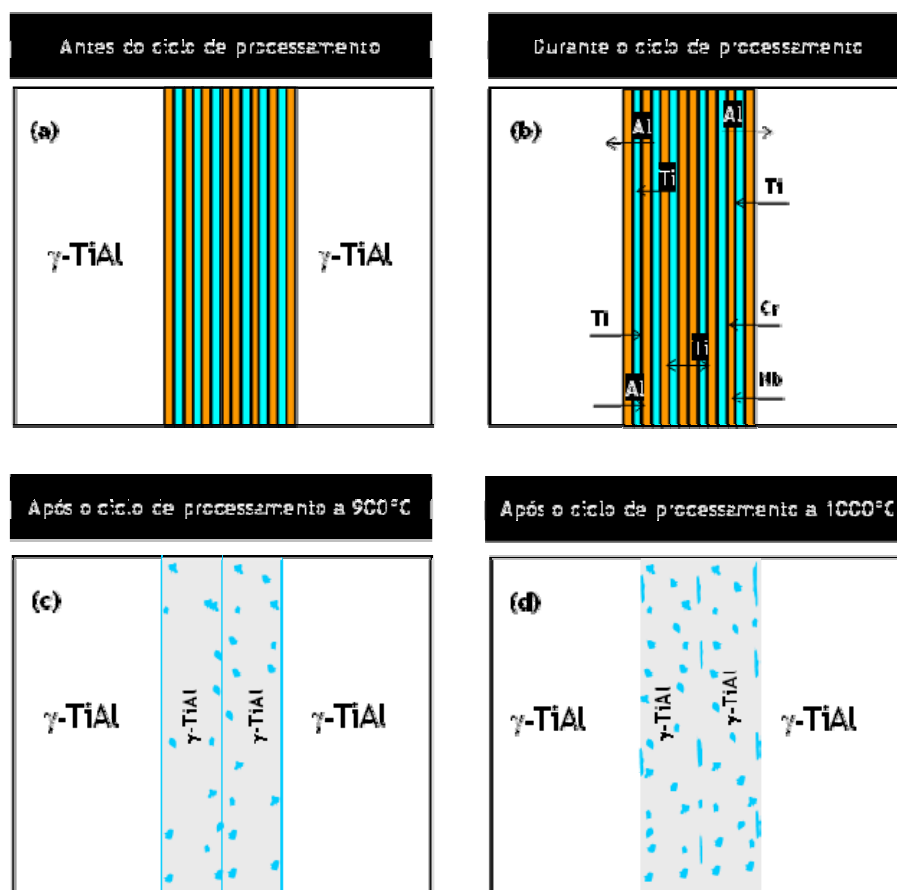 Antes do ciclo de processamento
Durante o ciclo de processamento
(a)
γ-TiAl
γ-TiAl
(b)
Al
Al
Ti
Ti
Ti
Cr
Ti
Al
Nb
Após o ciclo de processamento a 900°C
Após o ciclo de processamento a 1000°C
(c)
γ-TiAl
γ-TiAl
γ-TiAl
γ-TiAl
(d)
γ-TiAl
γ-TiAl
γ-TiAl
γ-TiAl